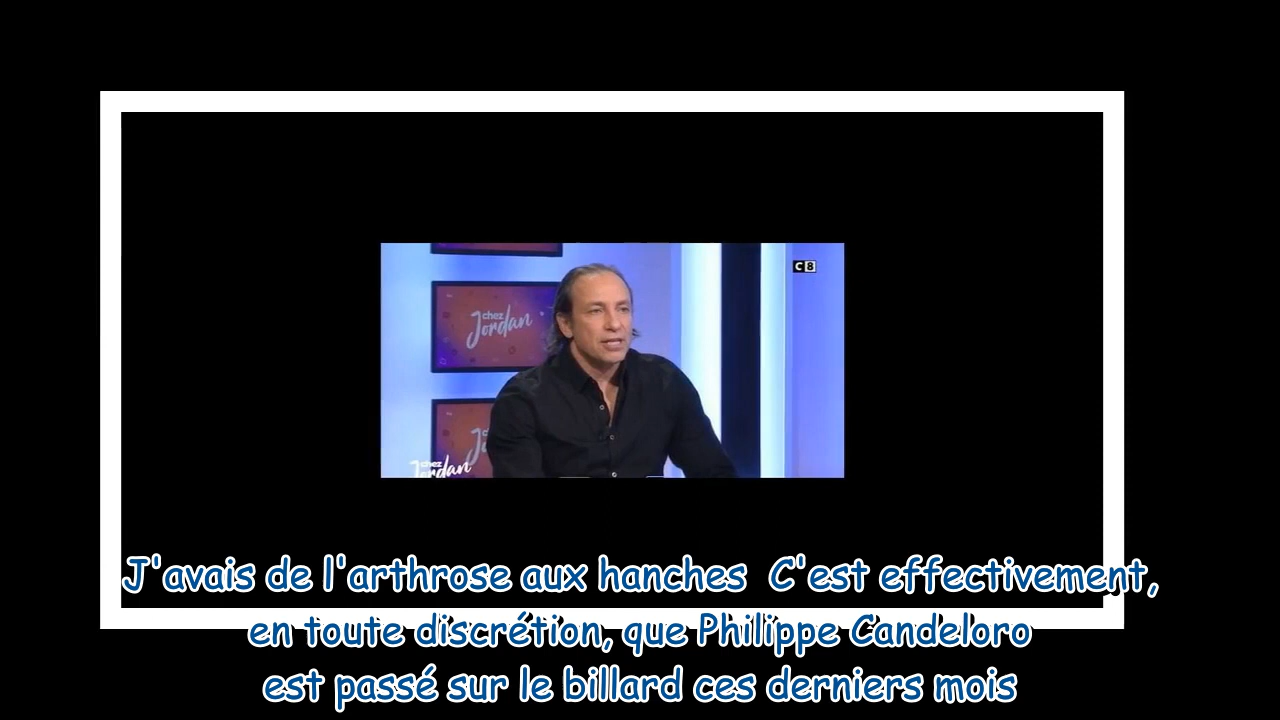 C8
chez
Jordan
chez
Jordan
J'avais de l'arthrose aux hanches  C'est effectivement,
en toute discrétion, que Philippe Candeloro
est passé sur le billard ces derniers mois